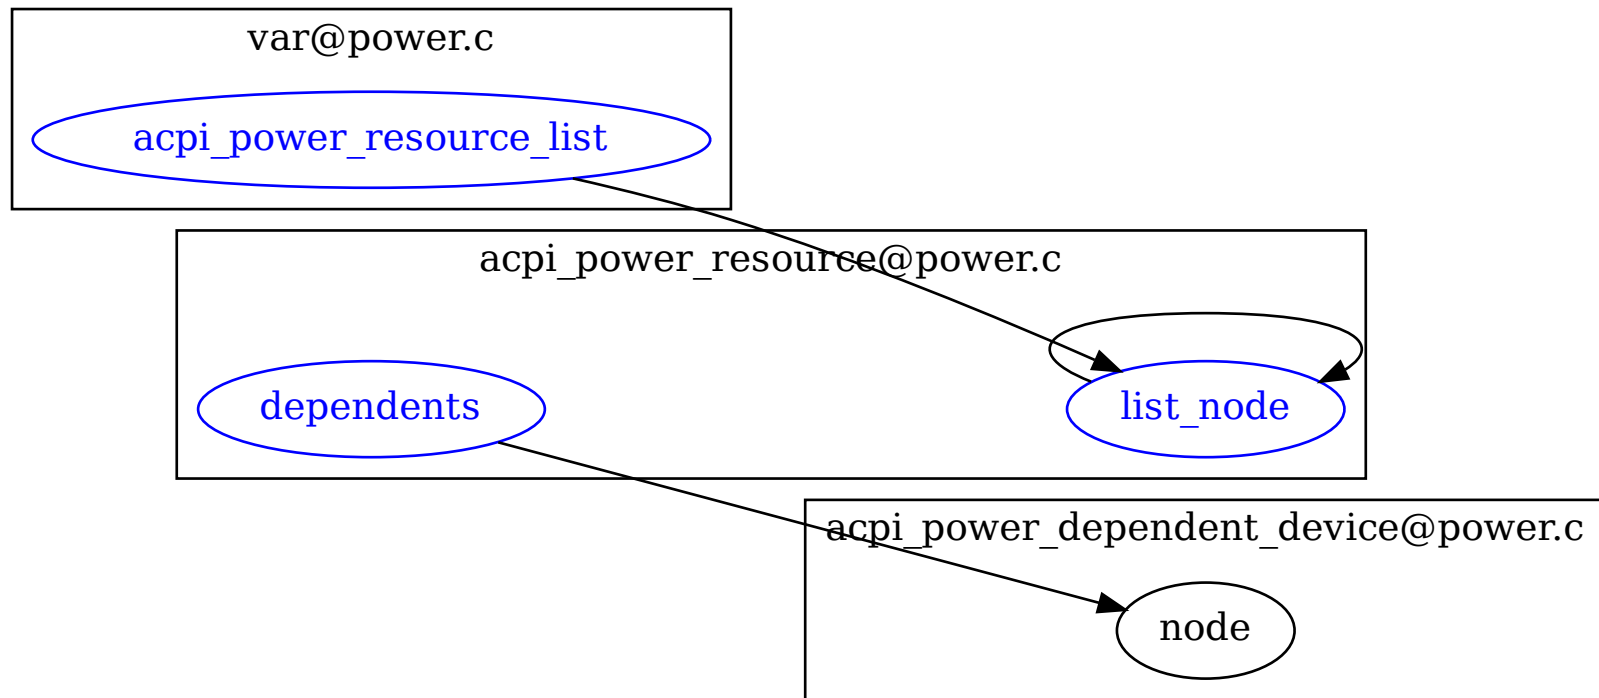 var@power.c
acpi_power_resource_list
acpi_power_resource@power.c
dependents
list_node
acpi_power_dependent_device@power.c
node